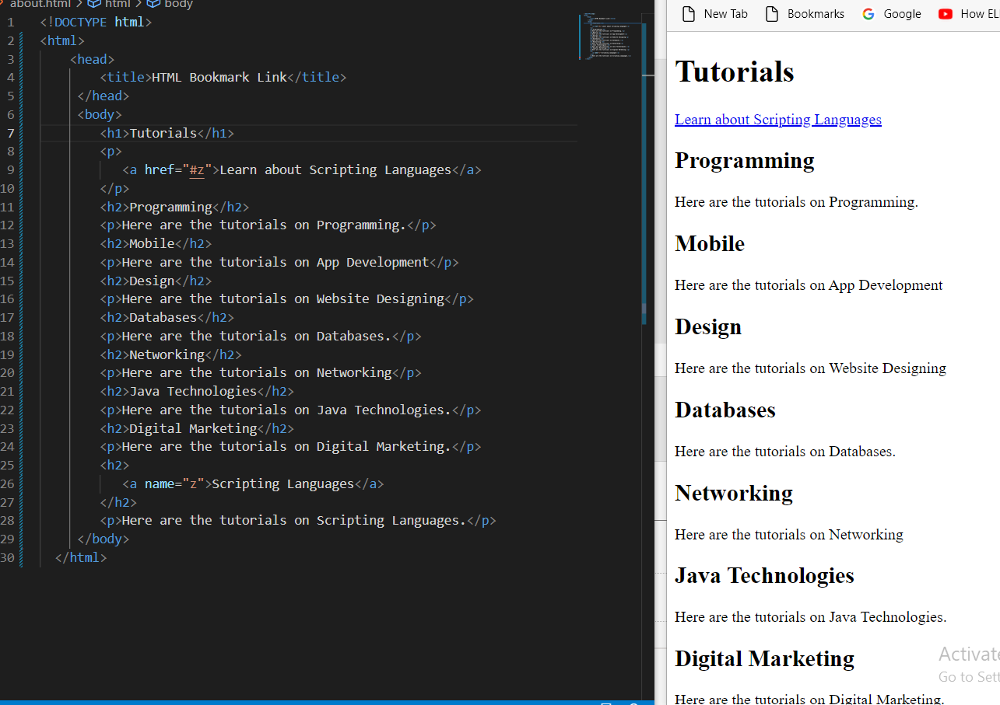 about.html > html > body
1 <!DOCTYPE html>
2 <html>
3 <head>
4 <title>HTML Bookmark Link</title>
5 </head>
6 <body>
7 <h1>Tutorials</h1>
8 <p>
9 <a href="#z">Learn about Scripting Languages</a>
10 </p>
11 <h2>Programming</h2>
12 <p>Here are the tutorials on Programming.</p>
13 <h2>Mobile</h2>
14 <p>Here are the tutorials on App Development</p>
15 <h2>Design</h2>
16 <p>Here are the tutorials on Website Designing</p>
17 <h2>Databases</h2>
18 <p>Here are the tutorials on Databases.</p>
19 <h2>Networking</h2>
20 <p>Here are the tutorials on Networking</p>
21 <h2>Java Technologies</h2>
22 <p>Here are the tutorials on Java Technologies.</p>
23 <h2>Digital Marketing</h2>
24 <p>Here are the tutorials on Digital Marketing.</p>
25 <h2>
26 <a name="z">Scripting Languages</a>
27 </h2>
28 <p>Here are the tutorials on Scripting Languages.</p>
29 </body>
30 </html>
New Tab Bookmarks Google How EL
Tutorials
Learn about Scripting Languages
Programming
Here are the tutorials on Programming.
Mobile
Here are the tutorials on App Development
Design
Here are the tutorials on Website Designing
Databases
Here are the tutorials on Databases.
Networking
Here are the tutorials on Networking
Java Technologies
Here are the tutorials on Java Technologies.
Digital Marketing
Here are the tutorials on Digital Marketing.
Activate
Go to Sett